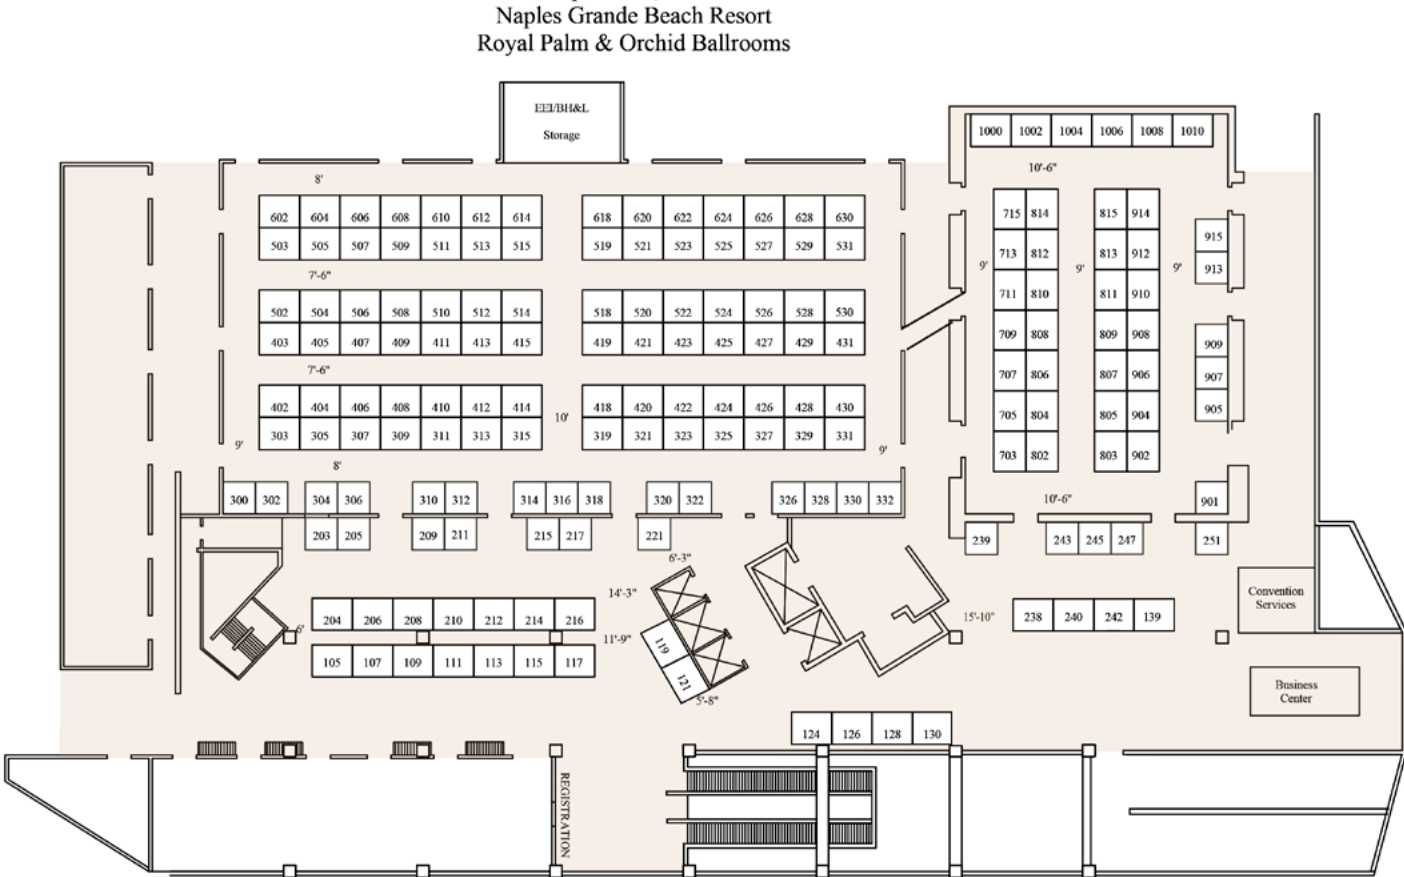 Naples Grande Beach Resort
Royal Palm & Orchid Ballrooms
EEI/BH&L
Storage
1000 1002 1004 1006 1008 1010
10'-6"
8'
602 604 606 608 610 612 614 618 620 622 624 626 628 630
503 505 507 509 511 513 515 519 521 523 525 527 529 531
7'-6"
502 504 506 508 510 512 514 518 520 522 524 526 528 530
403 405 407 409 411 413 415 419 421 423 425 427 429 431
7'-6"
402 404 406 408 410 412 414 418 420 422 424 426 428 430
10'
303 305 307 309 311 313 315 319 321 323 325 327 329 331
9'
9'
8'
300 302 304 306 310 312 314 316 318 320 322 326 328 330 332
203 205 209 211 215 217 221
715 814 815 914
713 812 813 912
9' 9' 9'
711 810 811 910
709 808 809 908
707 806 807 906
705 804 805 904
703 802 803 902
915
913
909
907
905
10'-6"
901
239 243 245 247 251
6'-3"
14'-3"
204 206 208 210 212 214 216
6'
11'-9"
105 107 109 111 113 115 117
119
121
5'-8"
15'-10"
238 240 242 139
Convention
Services
Business
Center
124 126 128 130
REGISTRATION